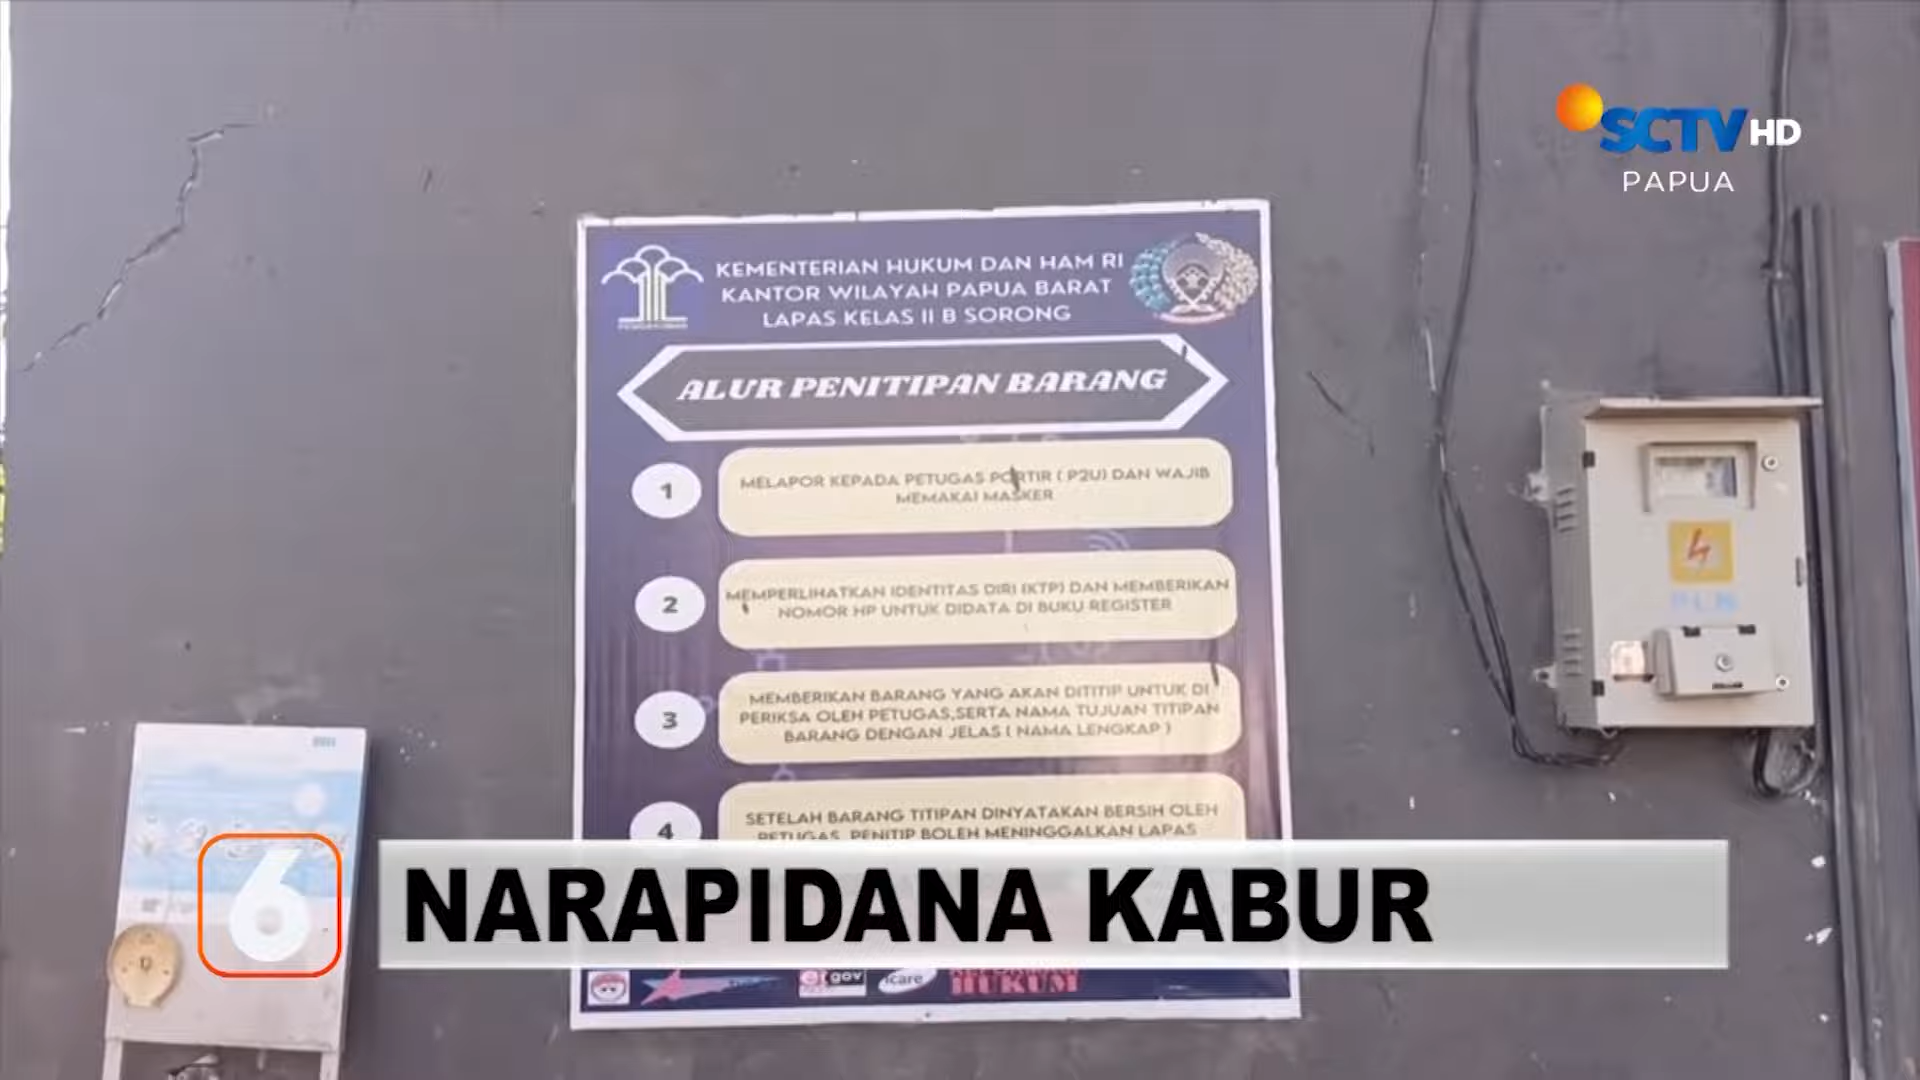 SCTV HD
PAPUA
KEMENTERIAN HUKUM DAN HAM RI
KANTOR WILAYAH PAPUA BARAT
LAPAS KELAS II B SORONG
ALUR PENITIPAN BARANG
1
MELAPOR KEPADA PETUGAS PORTIR ( P2U) DAN WAJIB
MEMAKAI MASKER
2
MEMPERLIHATKAN IDENTITAS DIRI (KTP) DAN MEMBERIKAN
NOMOR HP UNTUK DIDATA DI BUKU REGISTER
3
MEMBERIKAN BARANG YANG AKAN DITITIP UNTUK DI
PERIKSA OLEH PETUGAS,SERTA NAMA TUJUAN TITIPAN
BARANG DENGAN JELAS ( NAMA LENGKAP )
4
SETELAH BARANG TITIPAN DINYATAKAN BERSIH OLEH
PETUGAS, PENITIP BOLEH MENINGGALKAN LAPAS
PLN
6
NARAPIDANA KABUR
gov
icare
HUKUM